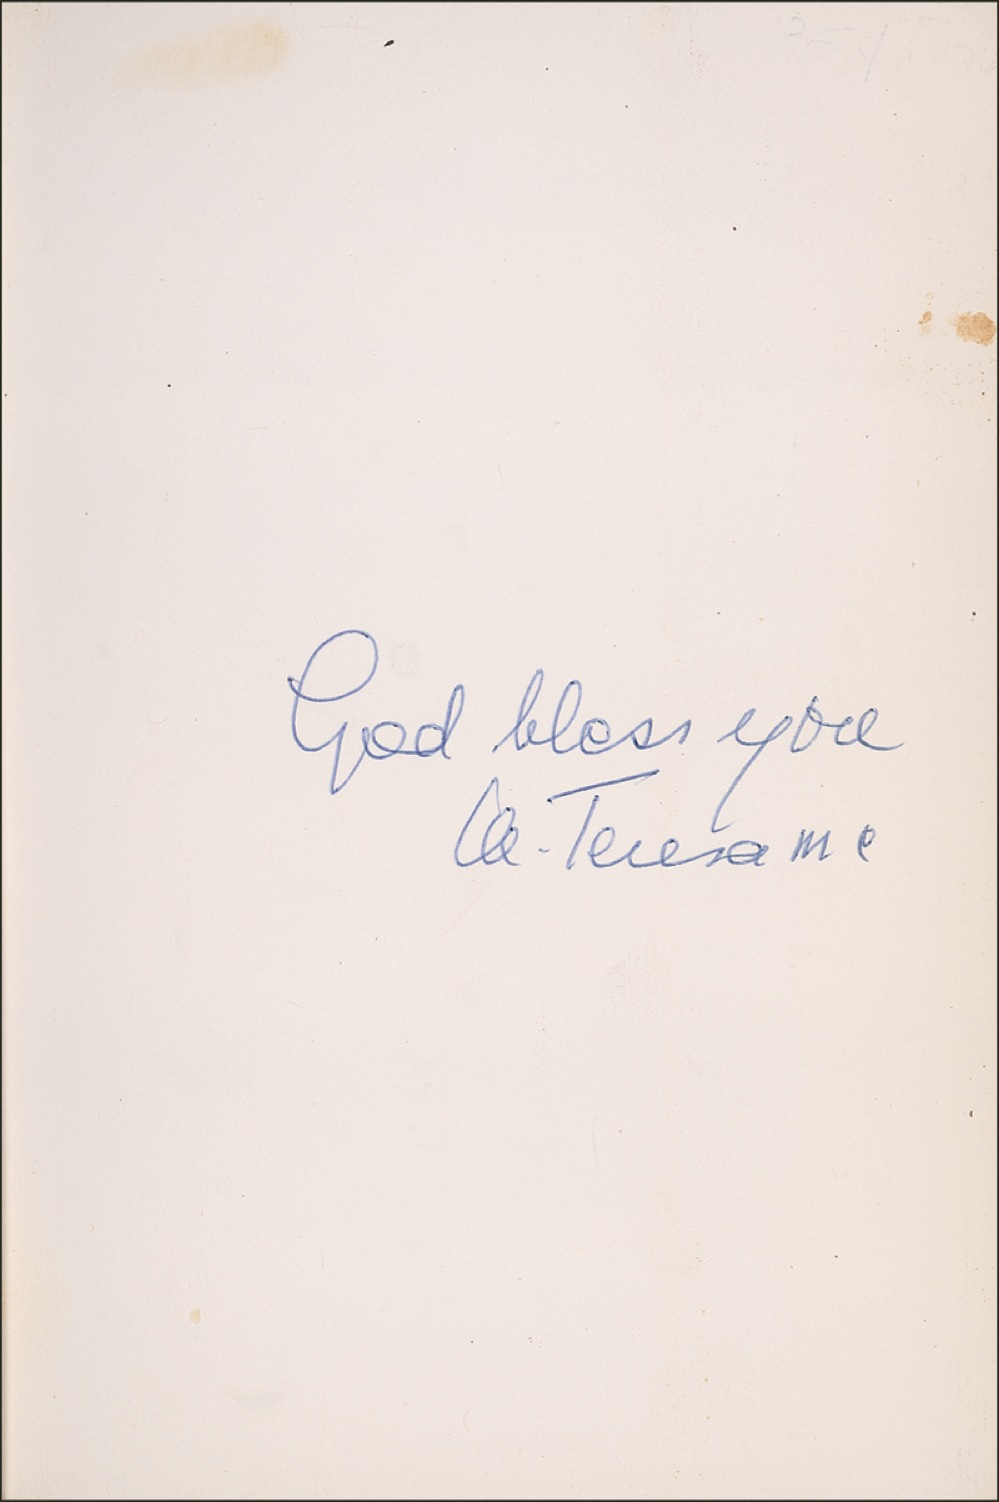 God bless you
M. Teresa mc